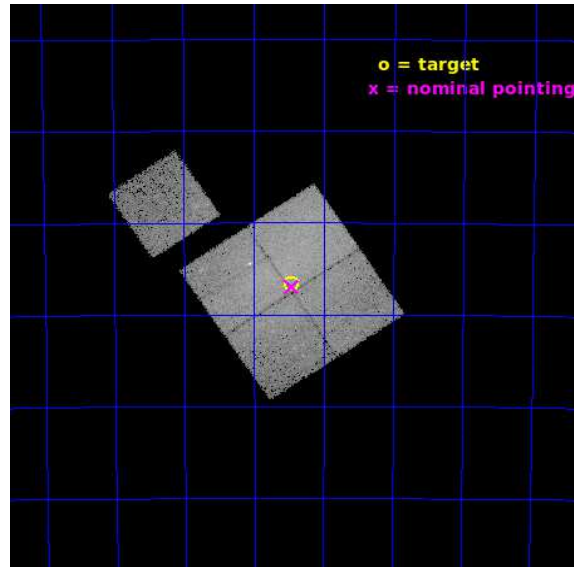 o = target
x = nominal pointing